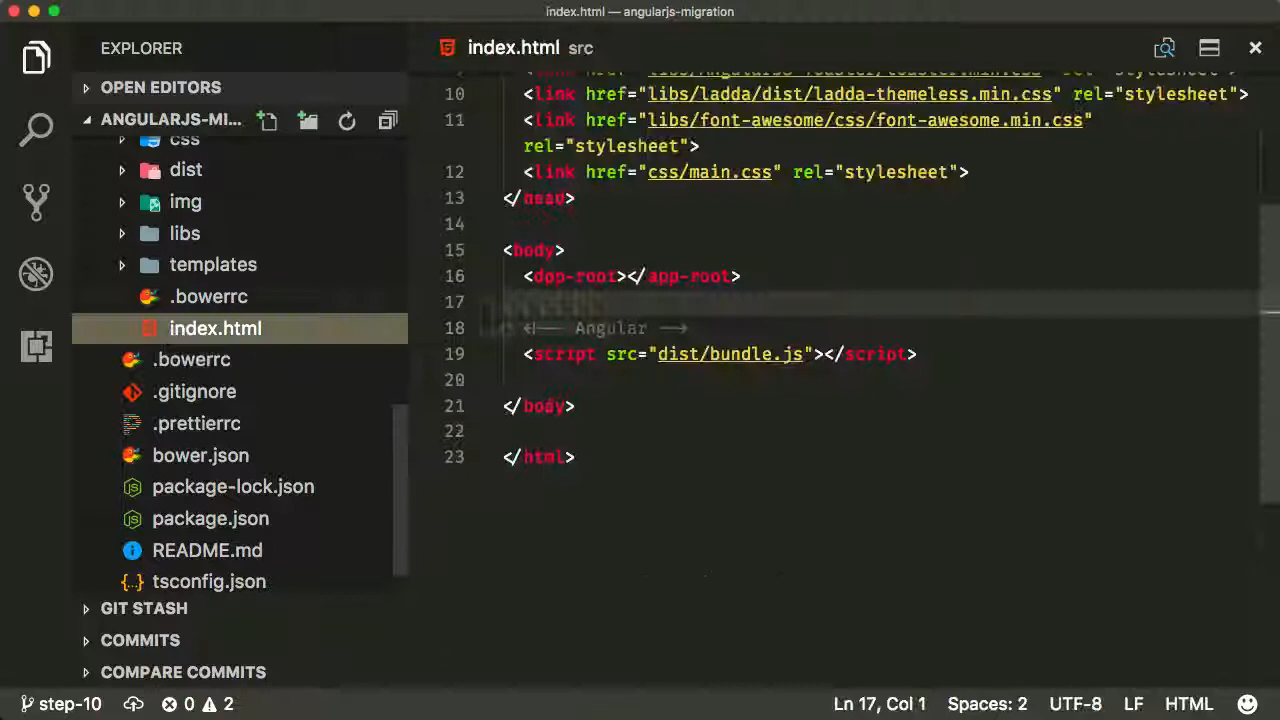 index.html — angularjs-migration
EXPLORER
OPEN EDITORS
ANGULARJS-MI...
css
dist
img
libs
templates
.bowerrc
index.html
.bowerrc
.gitignore
.prettierrc
bower.json
package-lock.json
package.json
README.md
tsconfig.json
GIT STASH
COMMITS
COMPARE COMMITS
index.html src
10 <link href="libs/ladda/dist/ladda-themeless.min.css" rel="stylesheet">
11 <link href="libs/font-awesome/css/font-awesome.min.css"
rel="stylesheet">
12 <link href="css/main.css" rel="stylesheet">
13 </head>
14
15 <body>
16 <app-root></app-root>
17
18 <!-- Angular -->
19 <script src="dist/bundle.js"></script>
20
21 </body>
22
23 </html>
step-10 0 2 Ln 17, Col 1 Spaces: 2 UTF-8 LF HTML